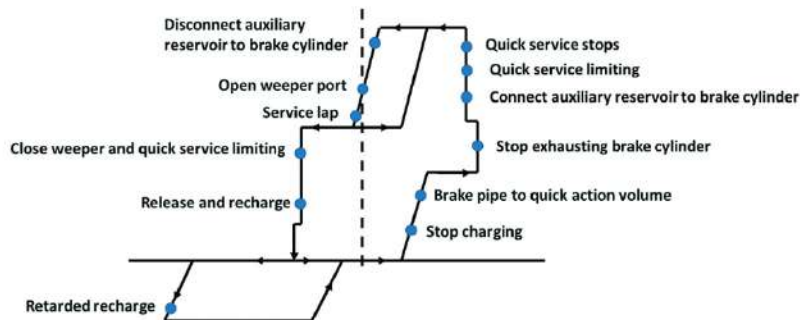 Disconnect auxiliary
reservoir to brake cylinder
Open weeper port
Service lap
Close weeper and quick service limiting
Release and recharge
Retarded recharge
Quick service stops
Quick service limiting
Connect auxiliary reservoir to brake cylinder
Stop exhausting brake cylinder
Brake pipe to quick action volume
Stop charging